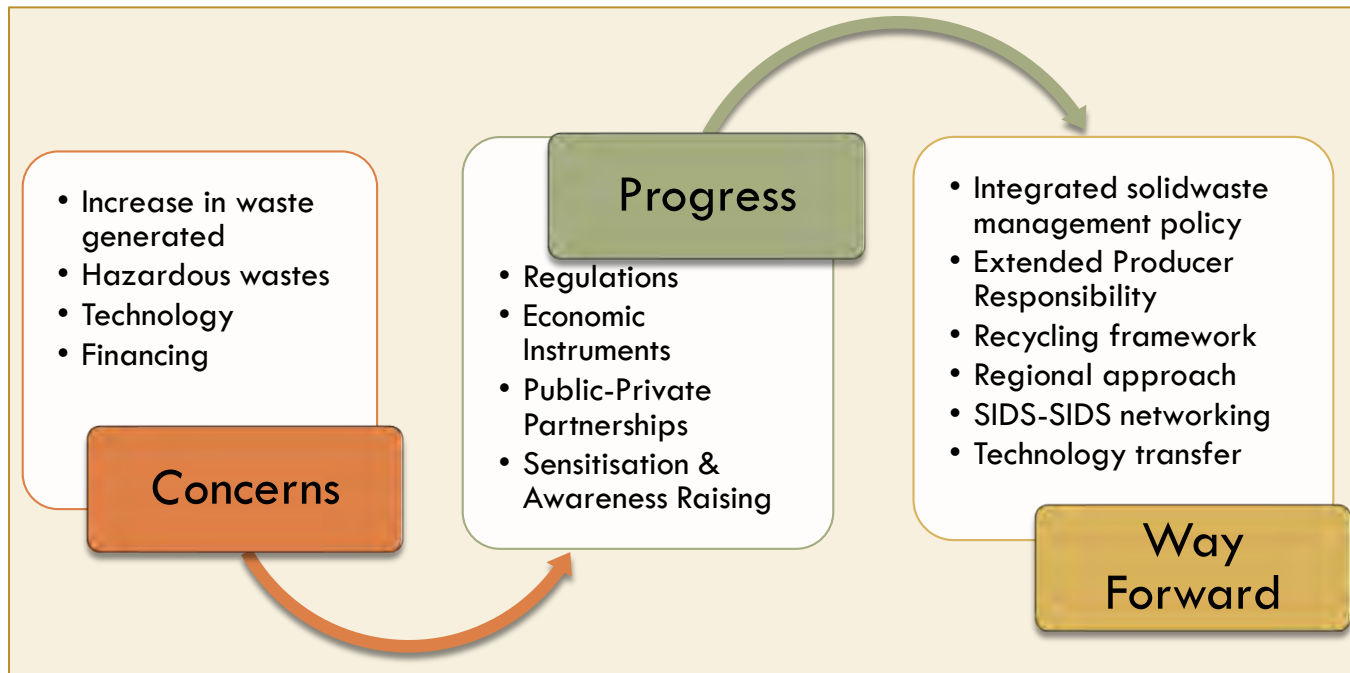 • Increase in waste
generated
• Hazardous wastes
• Technology
• Financing
Concerns
Progress
• Regulations
• Economic
Instruments
• Public-Private
Partnerships
• Sensitisation &
Awareness Raising
• Integrated solidwaste
management policy
• Extended Producer
Responsibility
• Recycling framework
• Regional approach
• SIDS-SIDS networking
• Technology transfer
Way
Forward